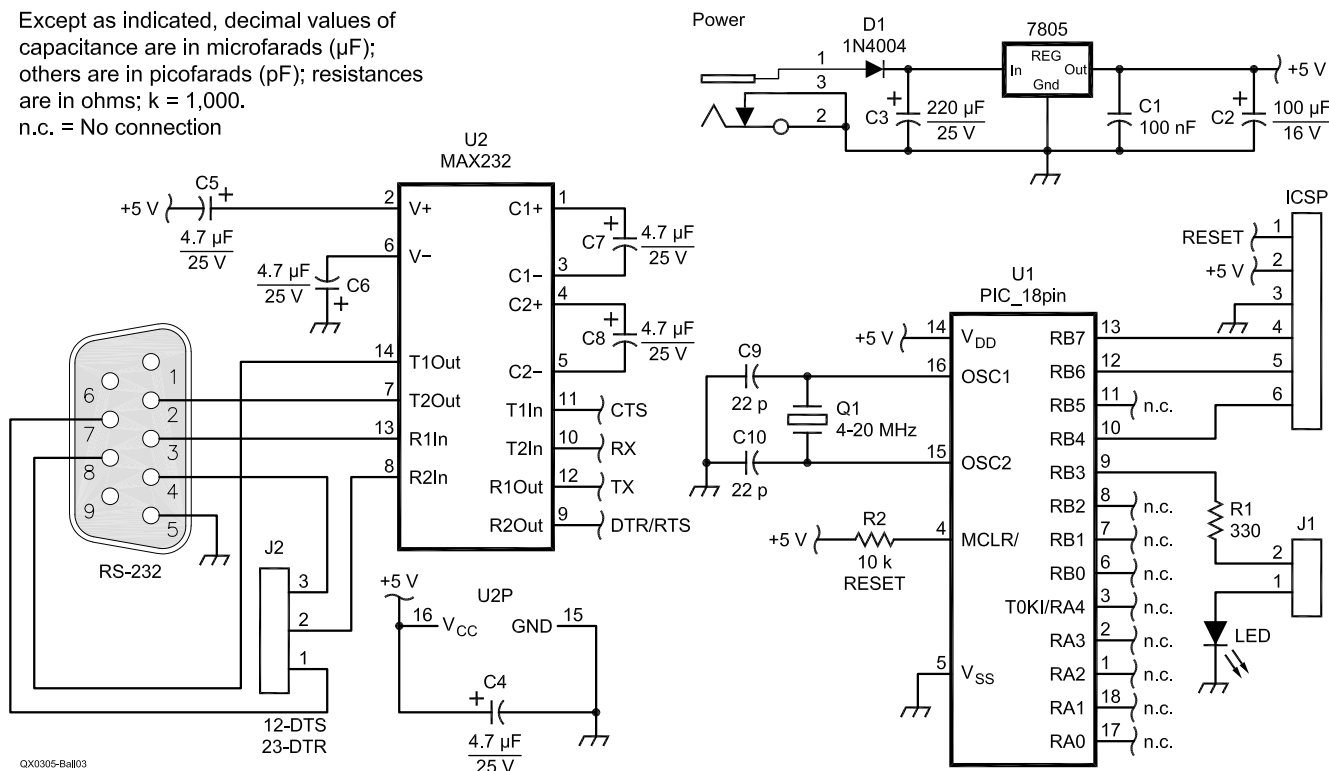 Except as indicated, decimal values of
capacitance are in microfarads (µF);
others are in picofarads (pF); resistances
are in ohms; k = 1,000.
n.c. = No connection
Power
1
3
2
D1
1N4004
C3
+
220 µF
25 V
7805
REG
In
Out
Gnd
C1
100 nF
C2
+
100 µF
16 V
+5 V
U2
MAX232
+5 V
C5
+
4.7 µF
25 V
2
V+
4.7 µF
25 V
C6
+
6
V−
14
T1Out
7
T2Out
13
R1In
8
R2In
C1+
1
+
C7
4.7 µF
25 V
C1−
3
C2+
4
+
C8
4.7 µF
25 V
C2−
5
T1In
11
CTS
T2In
10
RX
R1Out
12
TX
R2Out
9
DTR/RTS
1
6
2
7
3
8
4
9
5
RS-232
J2
3
2
1
12-DTS
23-DTR
+5 V
U2P
16
VCC
GND
15
+
C4
4.7 µF
25 V
U1
PIC_18pin
+5 V
14
VDD
C9
22 p
16
OSC1
Q1
4-20 MHz
C10
22 p
15
OSC2
+5 V
R2
10 k
RESET
4
MCLR/
5
VSS
RB7
13
RB6
12
RB5
11
n.c.
RB4
10
RB3
9
RB2
8
n.c.
RB1
7
n.c.
RB0
6
n.c.
T0KI/RA4
3
n.c.
RA3
2
n.c.
RA2
1
n.c.
RA1
18
n.c.
RA0
17
n.c.
ICSP
RESET
1
+5 V
2
3
4
5
6
R1
330
J1
2
1
LED
QX0305-Ball03